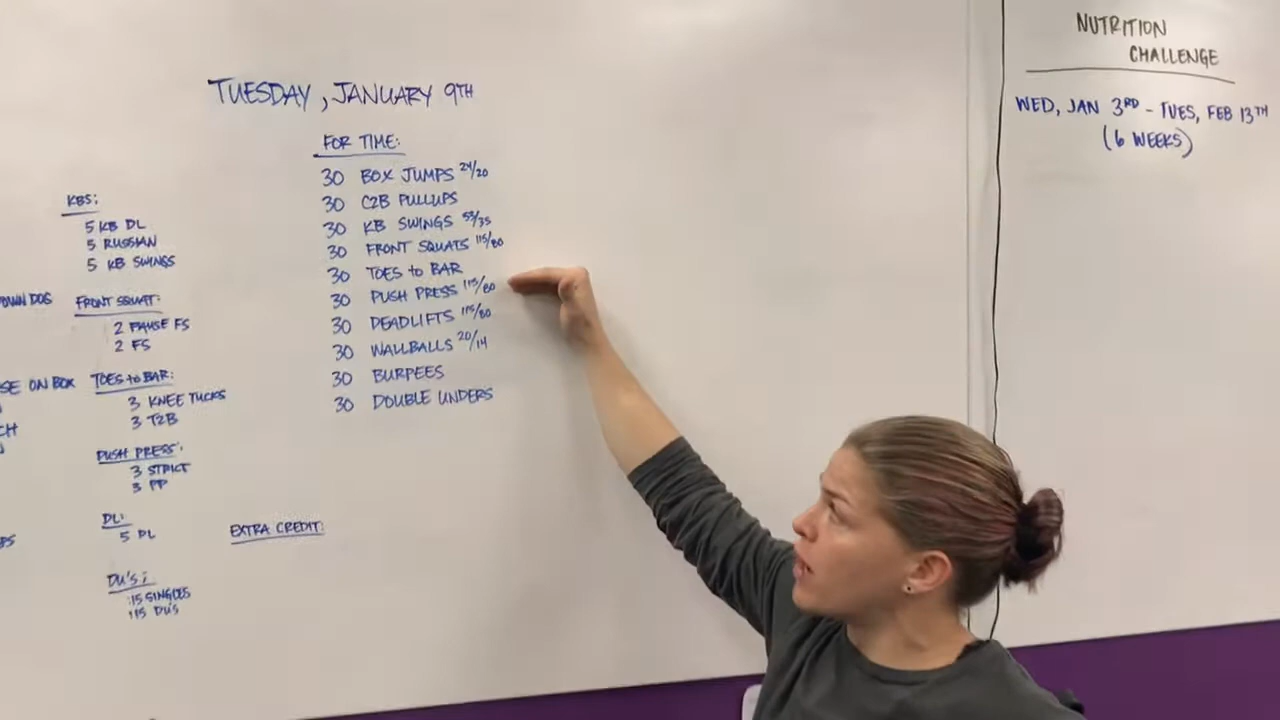 TUESDAY, JANUARY 9TH
FOR TIME:
30 BOX JUMPS 24/20
30 C2B PULLUPS
30 KB SWINGS 53/35
30 FRONT SQUATS 115/80
30 TOES to BAR
30 PUSH PRESS 115/80
30 DEADLIFTS 115/80
30 WALLBALLS 20/14
30 BURPEES
30 DOUBLE UNDERS
EXTRA CREDIT:
KBS:
5 KB DL
5 RUSSIAN
5 KB SWINGS
FRONT SQUAT:
2 PAUSE FS
2 FS
TOES to BAR:
3 KNEE TUCKS
3 T2B
PUSH PRESS:
3 STRICT
3 PP
DL:
5 DL
DU'S:
:15 SINGLES
:15 DU'S
DOG
ON BOX
NUTRITION
CHALLENGE
WED, JAN 3RD - TUES, FEB 13TH
(6 WEEKS)